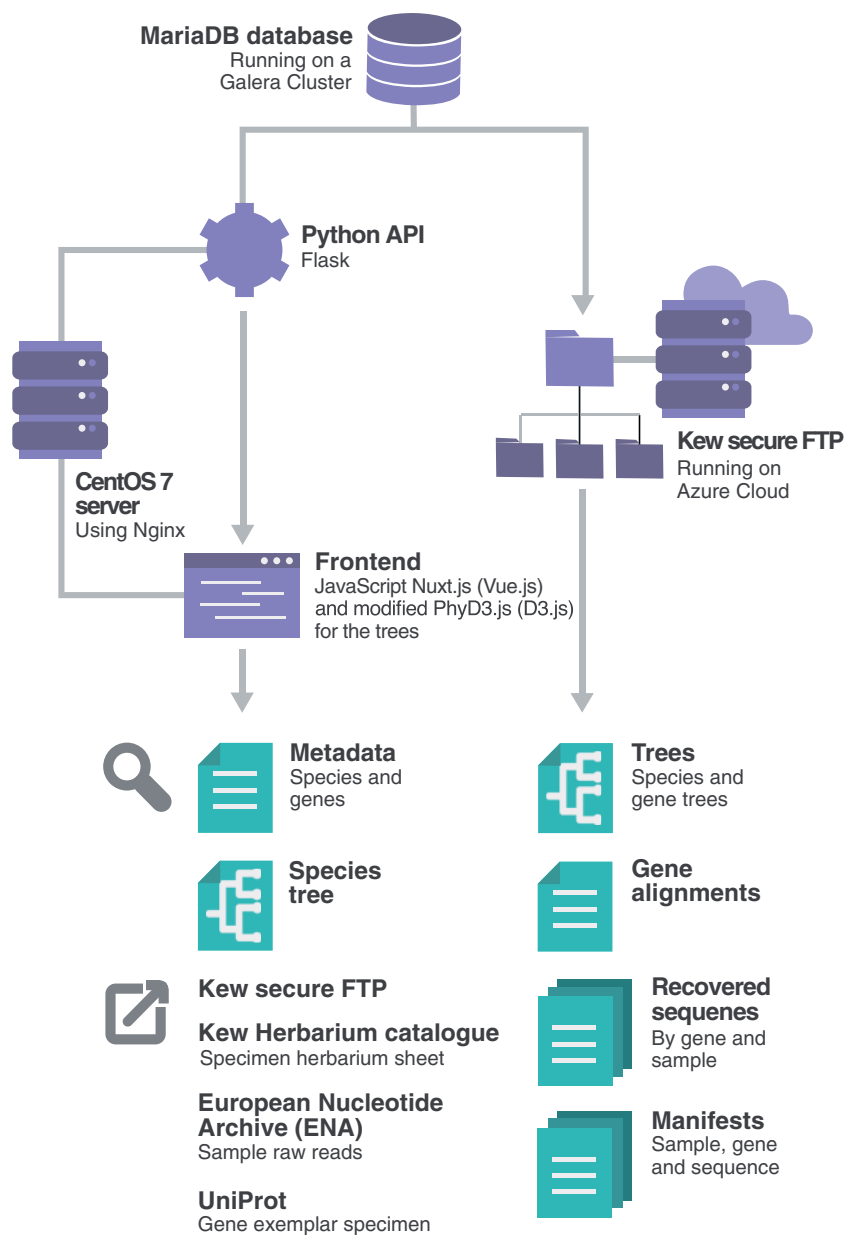 MariaDB database
Running on a
Galera Cluster
Python API
Flask
CentOS 7
server
Using Nginx
Kew secure FTP
Running on
Azure Cloud
Frontend
JavaScript Nuxt.js (Vue.js)
and modified PhyD3.js (D3.js)
for the trees
Metadata
Species and
genes
Species
tree
Kew secure FTP
Kew Herbarium catalogue
Specimen herbarium sheet
European Nucleotide
Archive (ENA)
Sample raw reads
UniProt
Gene exemplar specimen
Trees
Species and
gene trees
Gene
alignments
Recovered
sequenes
By gene and
sample
Manifests
Sample, gene
and sequence